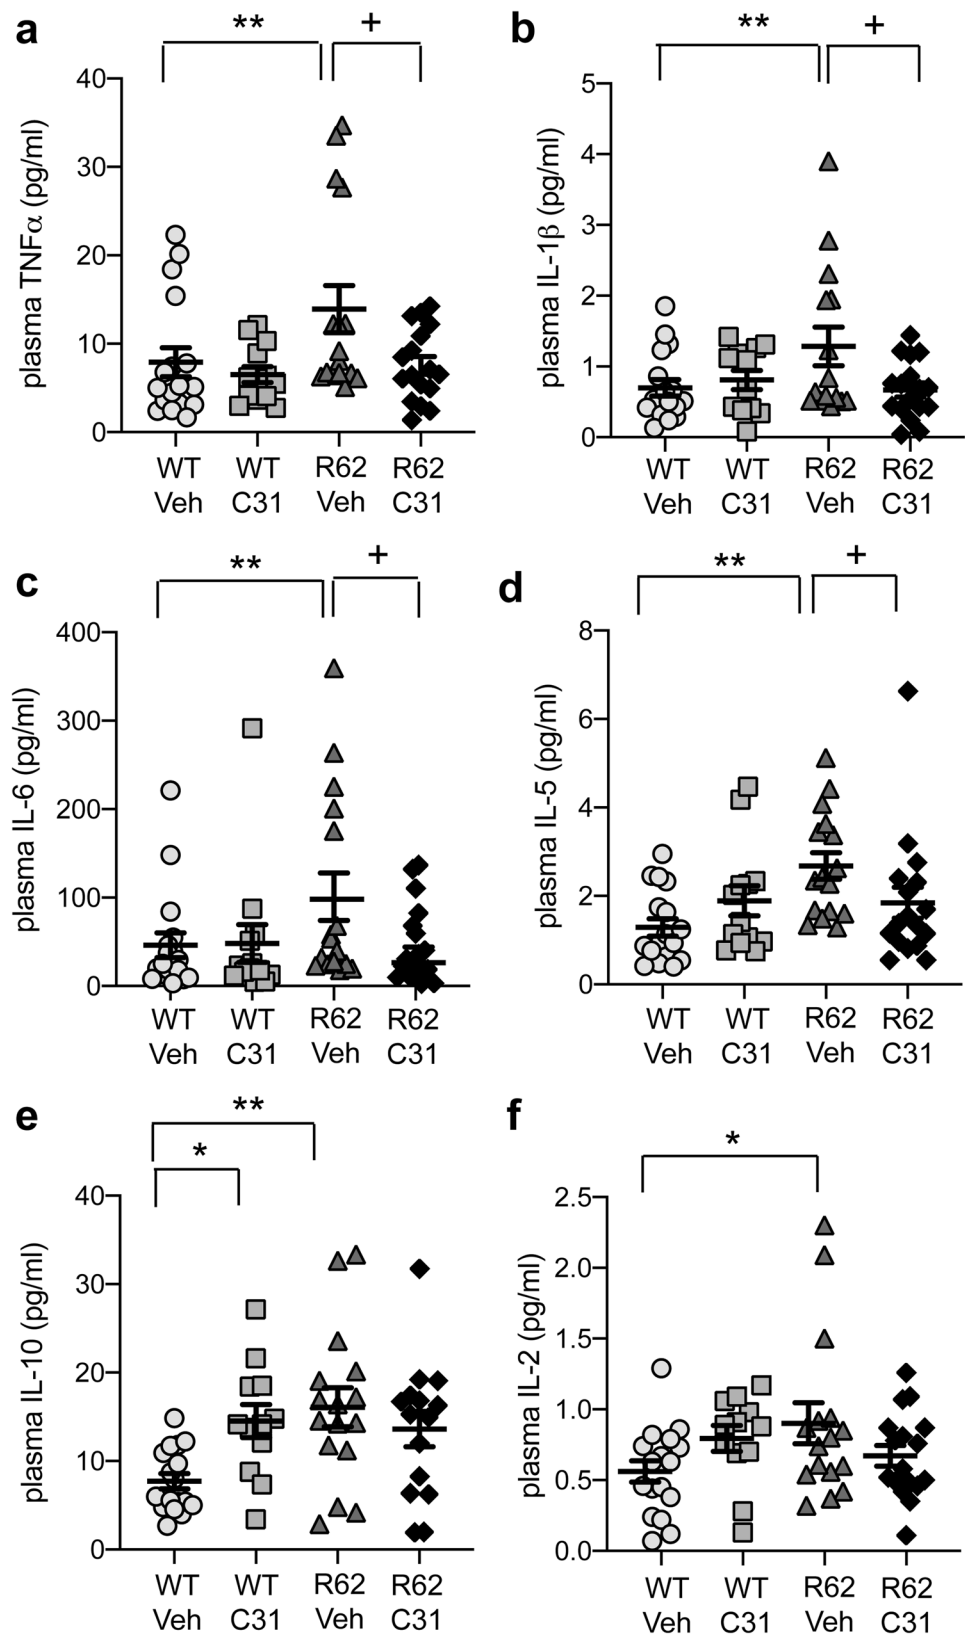 a
** +
plasma TNFα (pg/ml)
40
30
20
10
0
WT WT R62 R62
Veh C31 Veh C31
b
** +
plasma IL-1β (pg/ml)
5
4
3
2
1
0
WT WT R62 R62
Veh C31 Veh C31
c
** +
plasma IL-6 (pg/ml)
400
300
200
100
0
WT WT R62 R62
Veh C31 Veh C31
d
** +
plasma IL-5 (pg/ml)
8
6
4
2
0
WT WT R62 R62
Veh C31 Veh C31
e
**
*
plasma IL-10 (pg/ml)
40
30
20
10
0
WT WT R62 R62
Veh C31 Veh C31
f
*
plasma IL-2 (pg/ml)
2.5
2.0
1.5
1.0
0.5
0.0
WT WT R62 R62
Veh C31 Veh C31